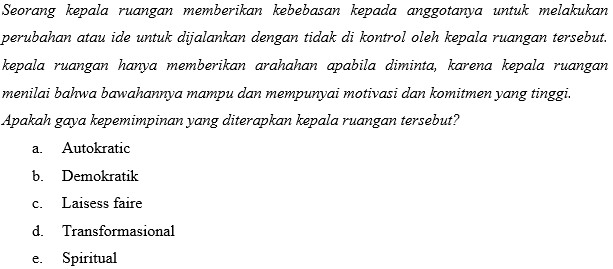 Seorang kepala ruangan memberikan kebebasan kepada anggotanya untuk melakukan
perubahan atau ide untuk dijalankan dengan tidak di kontrol oleh kepala ruangan tersebut.
kepala ruangan hanya memberikan arahahan apabila diminta, karena kepala ruangan
menilai bahwa bawahannya mampu dan mempunyai motivasi dan komitmen yang tinggi.
Apakah gaya kepemimpinan yang diterapkan kepala ruangan tersebut?
a. Autokratic
b. Demokratik
c. Laisess faire
d. Transformasional
e. Spiritual